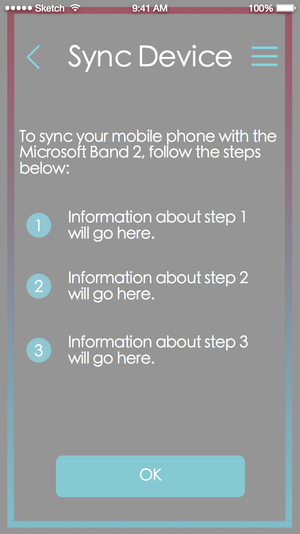 Sketch 9:41 AM 100%
Sync Device
To sync your mobile phone with the
Microsoft Band 2, follow the steps
below:
1 Information about step 1
will go here.
2 Information about step 2
will go here.
3 Information about step 3
will go here.
OK